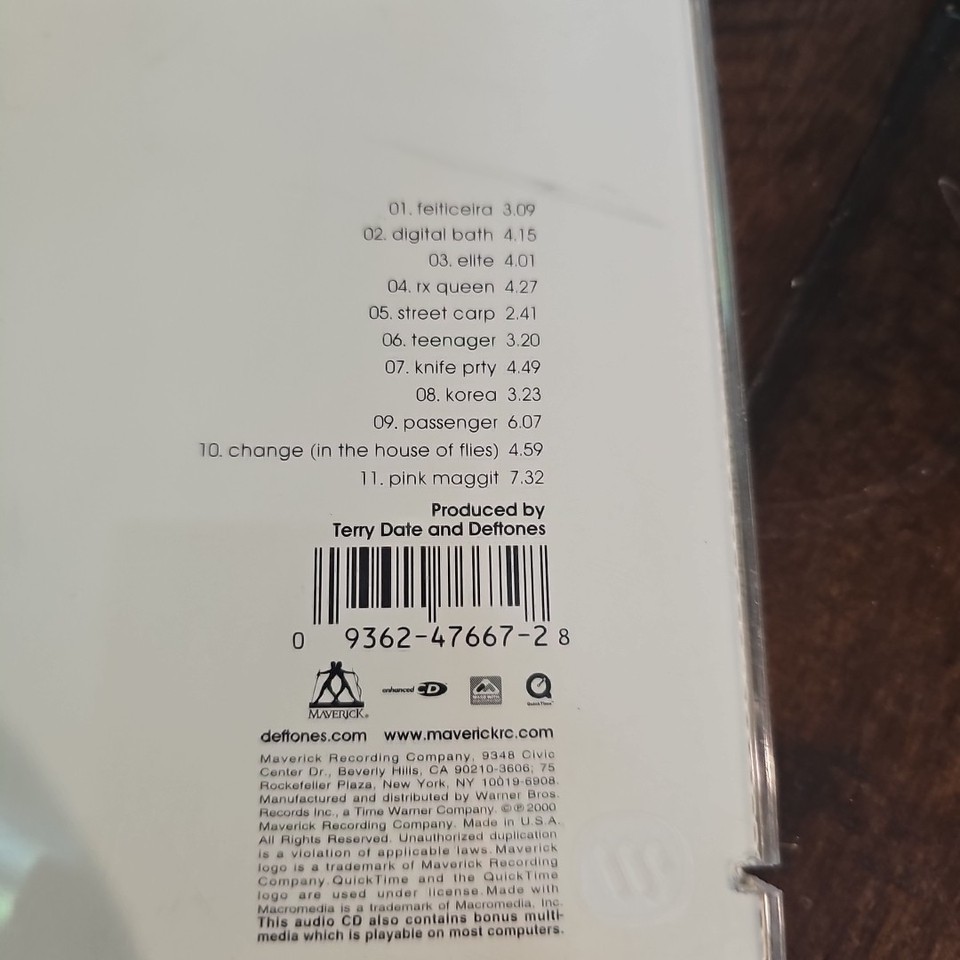 01. feiticeira 3.09
02. digital bath 4.15
03. elite 4.01
04. rx queen 4.27
05. street carp 2.41
06. teenager 3.20
07. knife prty 4.49
08. korea 3.23
09. passenger 6.07
10. change (in the house of flies) 4.59
11. pink maggit 7.32
Produced by
Terry Date and Deftones
0 9362-47667-2 8
MAVERICK®
enhanced CD
MADE WITH
QuickTime™
deftones.com www.maverickrc.com
Maverick Recording Company, 9348 Civic
Center Dr., Beverly Hills, CA 90210-3606; 75
Rockefeller Plaza, New York, NY 10019-6908.
Manufactured and distributed by Warner Bros.
Records Inc., a Time Warner Company. ©℗2000
Maverick Recording Company. Made in U.S.A.
All Rights Reserved. Unauthorized duplication
is a violation of applicable laws. Maverick
logo is a trademark of Maverick Recording
Company. QuickTime and the QuickTime
logo are used under license. Made with
Macromedia is a trademark of Macromedia, Inc.
This audio CD also contains bonus multi-
media which is playable on most computers.